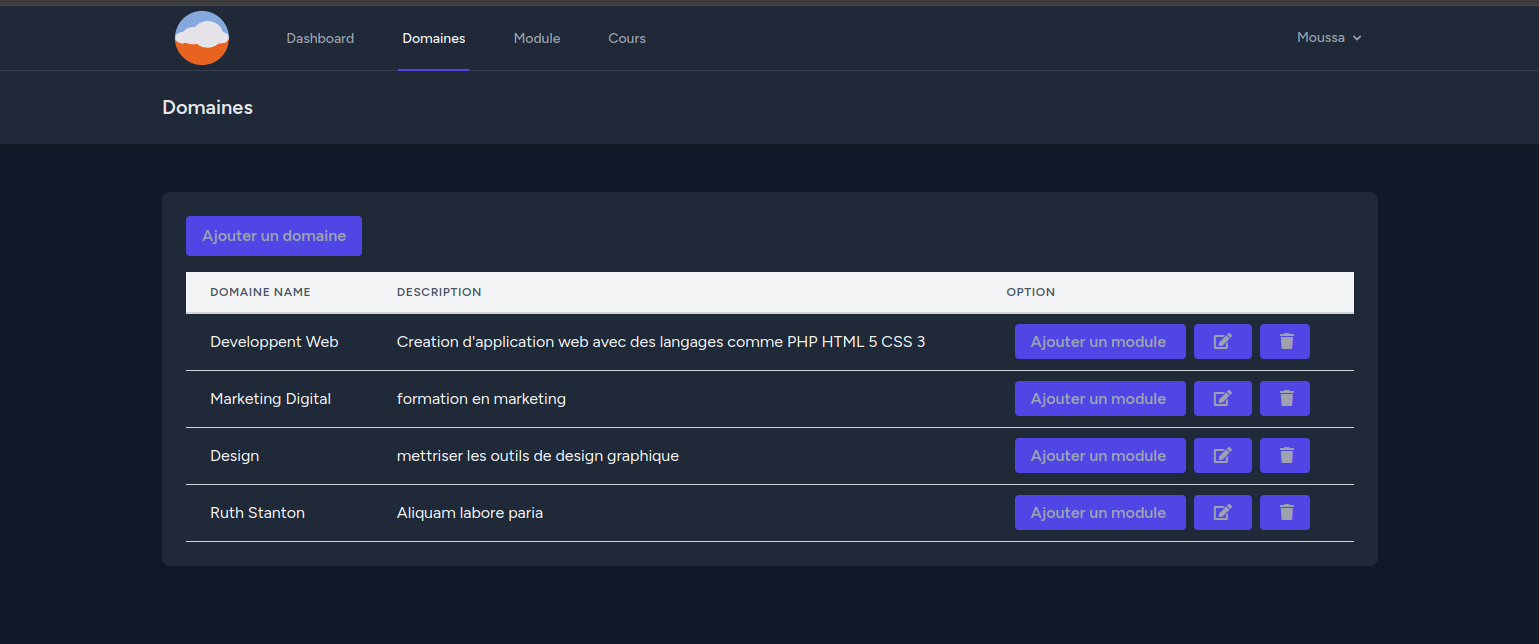 Dashboard Domaines Module Cours Moussa
Domaines
Ajouter un domaine
DOMAINE NAME DESCRIPTION OPTION
Developpent Web Creation d'application web avec des langages comme PHP HTML 5 CSS 3 Ajouter un module
Marketing Digital formation en marketing Ajouter un module
Design mettriser les outils de design graphique Ajouter un module
Ruth Stanton Aliquam labore paria Ajouter un module